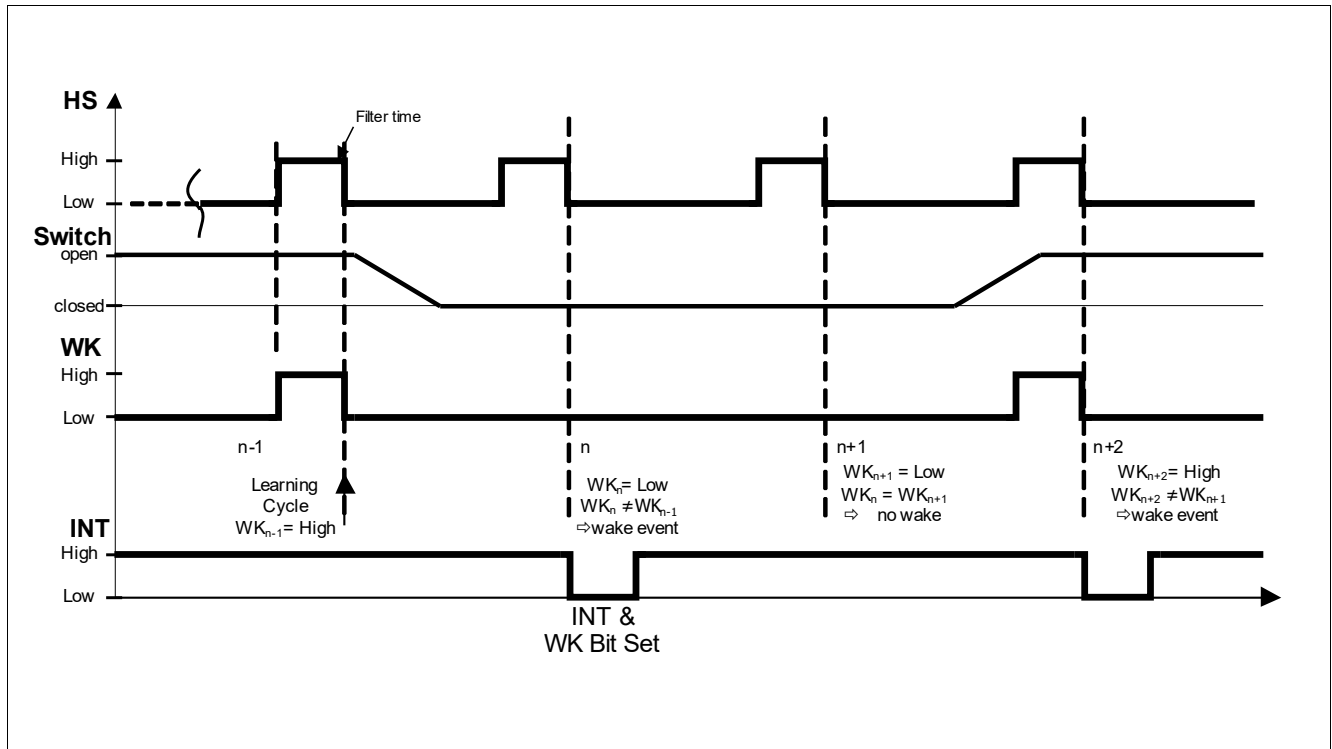 HS
Filter time
High
Low
Switch
open
closed
WK
High
Low
n-1
n
n+1
n+2
Learning
Cycle
WKn-1= High
WKn= Low
WKn ≠WKn-1
⇨wake event
WKn+1 = Low
WKn = WKn+1
⇨ no wake
WKn+2= High
WKn+2 ≠WKn+1
⇨wake event
INT
High
Low
INT &
WK Bit Set